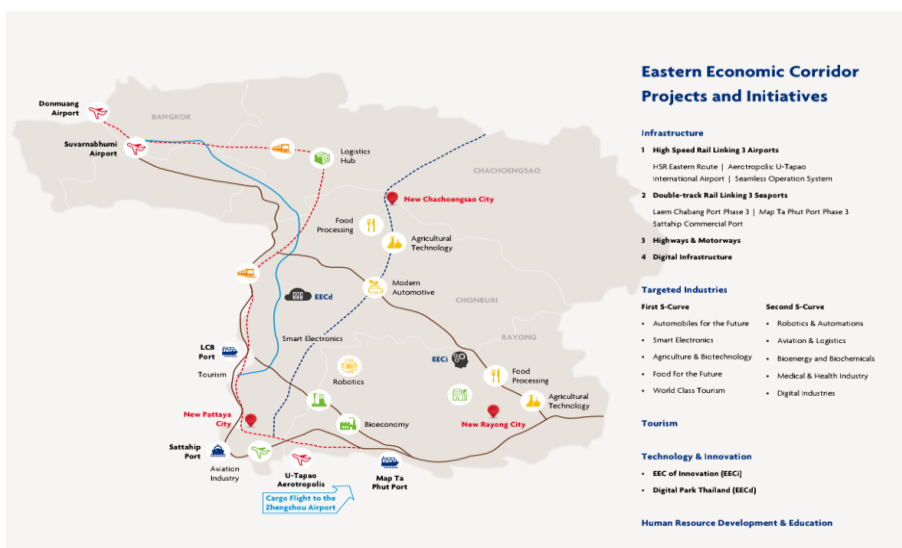 Donmuang
Airport
BANGKOK
Suvarnabhumi
Airport
Logistics
Hub
CHACHOENGSAO
New Chachoengsao City
Food
Processing
Agricultural
Technology
Modern
Automotive
EECd
CHONBURI
RAYONG
Smart Electronics
LCB
Port
EECi
Tourism
Robotics
Food
Processing
Agricultural
Technology
New Pattaya
City
Bioeconomy
New Rayong City
Sattahip
Port
Aviation
Industry
U-Tapao
Aerotropolis
Map Ta
Phut Port
Cargo Flight to the
Zhengzhou Airport
Eastern Economic Corridor
Projects and Initiatives
Infrastructure
1 High Speed Rail Linking 3 Airports
HSR Eastern Route | Aerotropolis: U-Tapao
International Airport | Seamless Operation System
2 Double-track Rail Linking 3 Seaports
Laem Chabang Port Phase 3 | Map Ta Phut Port Phase 3
Sattahip Commercial Port
3 Highways & Motorways
4 Digital Infrastructure
Targeted Industries
First S-Curve
• Automobiles for the Future
• Smart Electronics
• Agriculture & Biotechnology
• Food for the Future
• World Class Tourism
Second S-Curve
• Robotics & Automations
• Aviation & Logistics
• Bioenergy and Biochemicals
• Medical & Health Industry
• Digital Industries
Tourism
Technology & Innovation
• EEC of Innovation (EECi)
• Digital Park Thailand (EECd)
Human Resource Development & Education